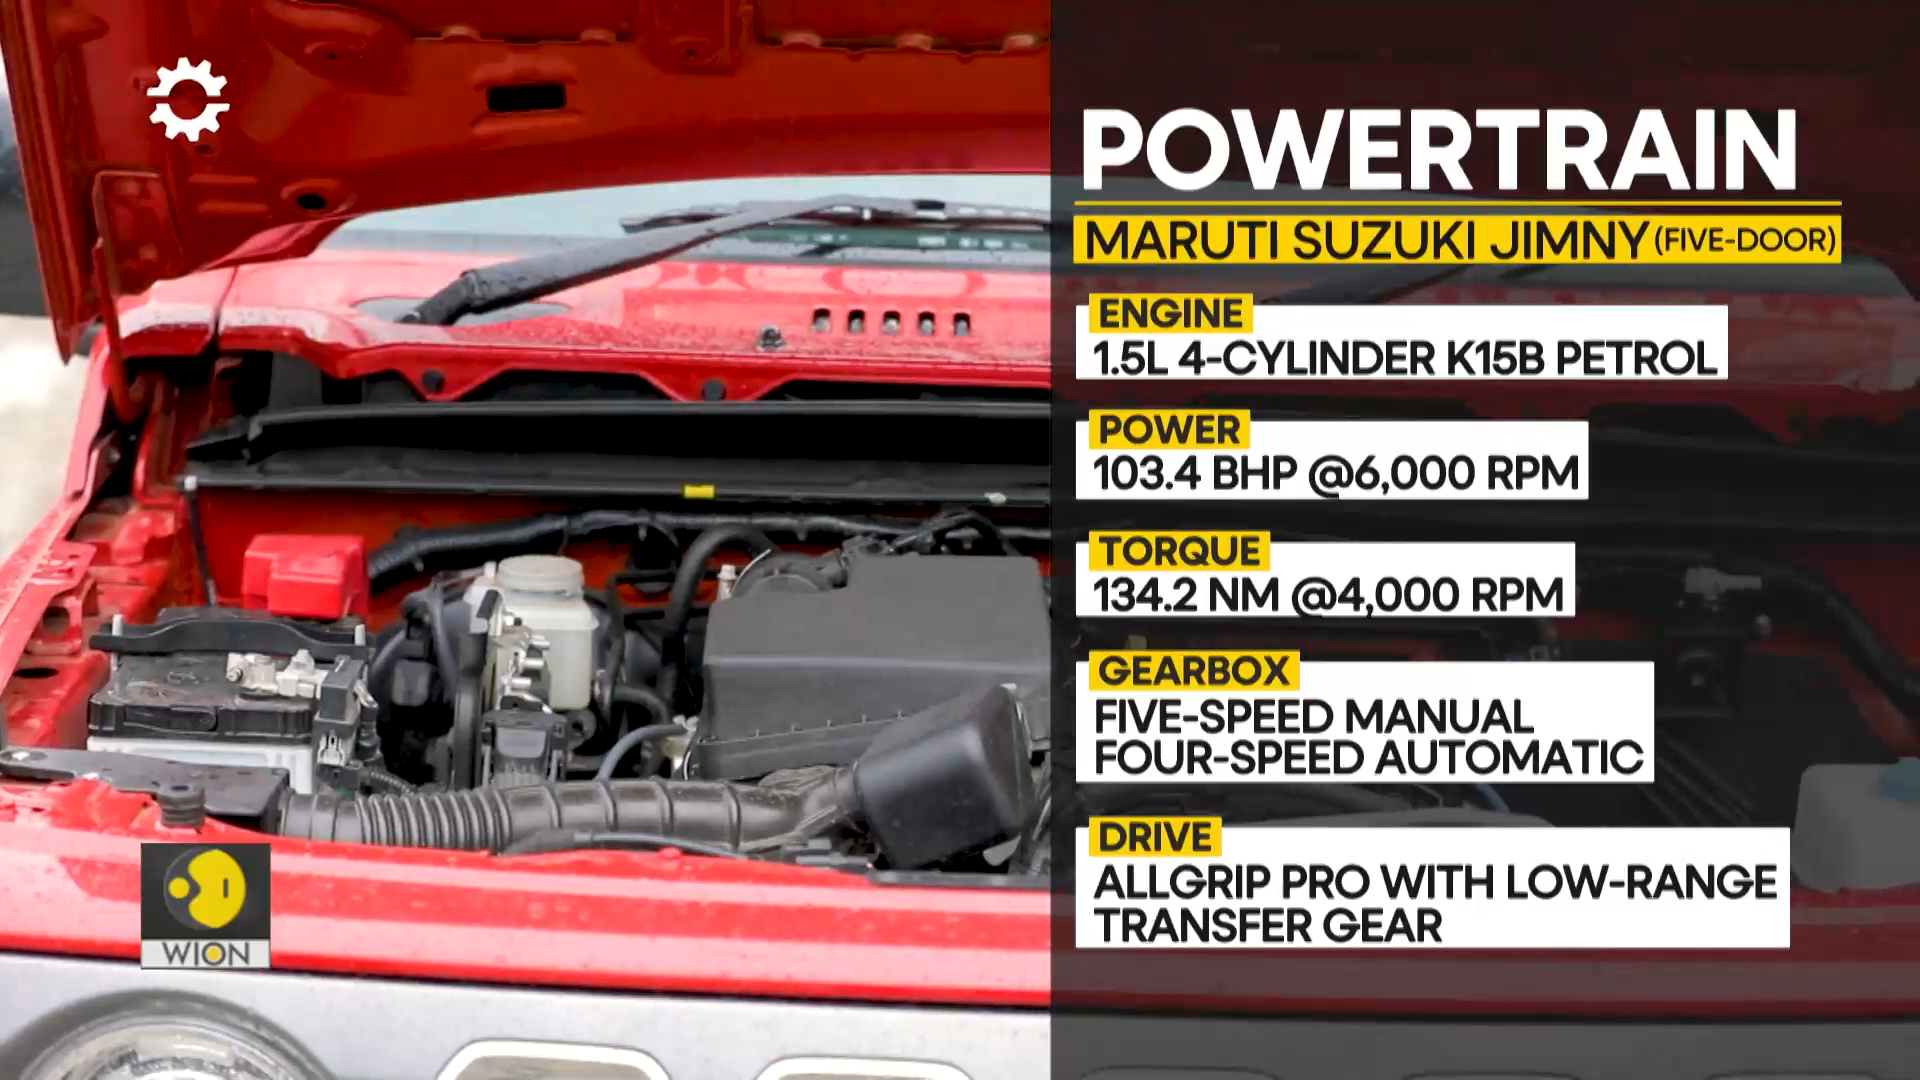 POWERTRAIN
MARUTI SUZUKI JIMNY (FIVE-DOOR)
ENGINE
1.5L 4-CYLINDER K15B PETROL
POWER
103.4 BHP @6,000 RPM
TORQUE
134.2 NM @4,000 RPM
GEARBOX
FIVE-SPEED MANUAL
FOUR-SPEED AUTOMATIC
DRIVE
ALLGRIP PRO WITH LOW-RANGE
TRANSFER GEAR
WION